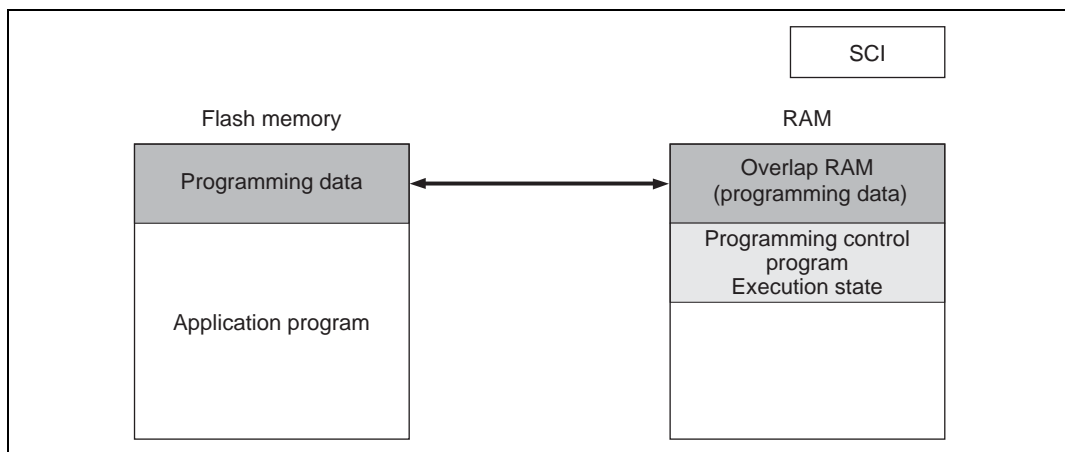 SCI
Flash memory
RAM
Programming data
Overlap RAM
(programming data)
Programming control
program
Execution state
Application program